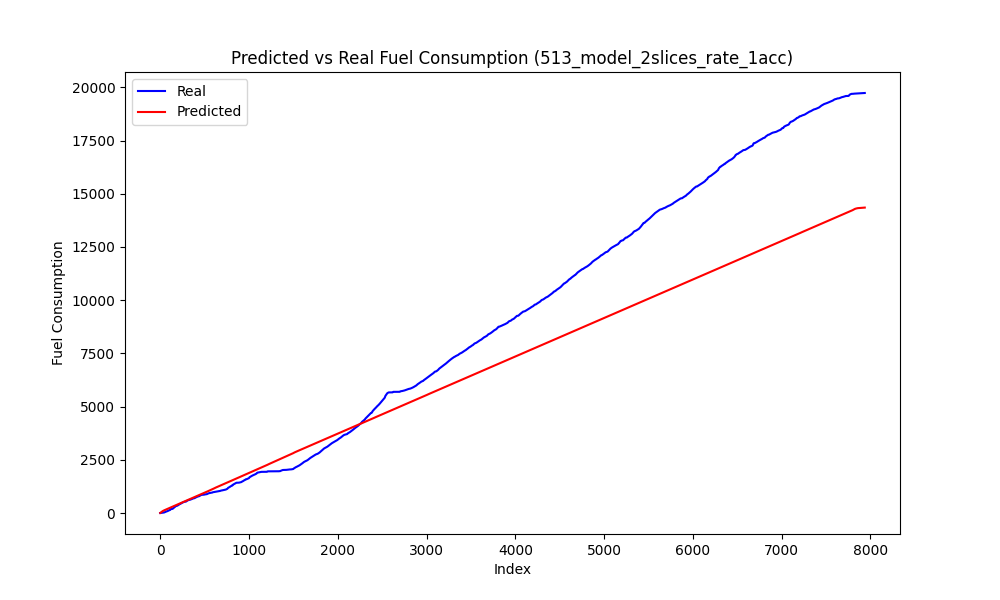 Predicted vs Real Fuel Consumption (513_model_2slices_rate_1acc)
Real
Predicted
20000
17500
15000
12500
10000
7500
5000
2500
0
Fuel Consumption
0 1000 2000 3000 4000 5000 6000 7000 8000
Index